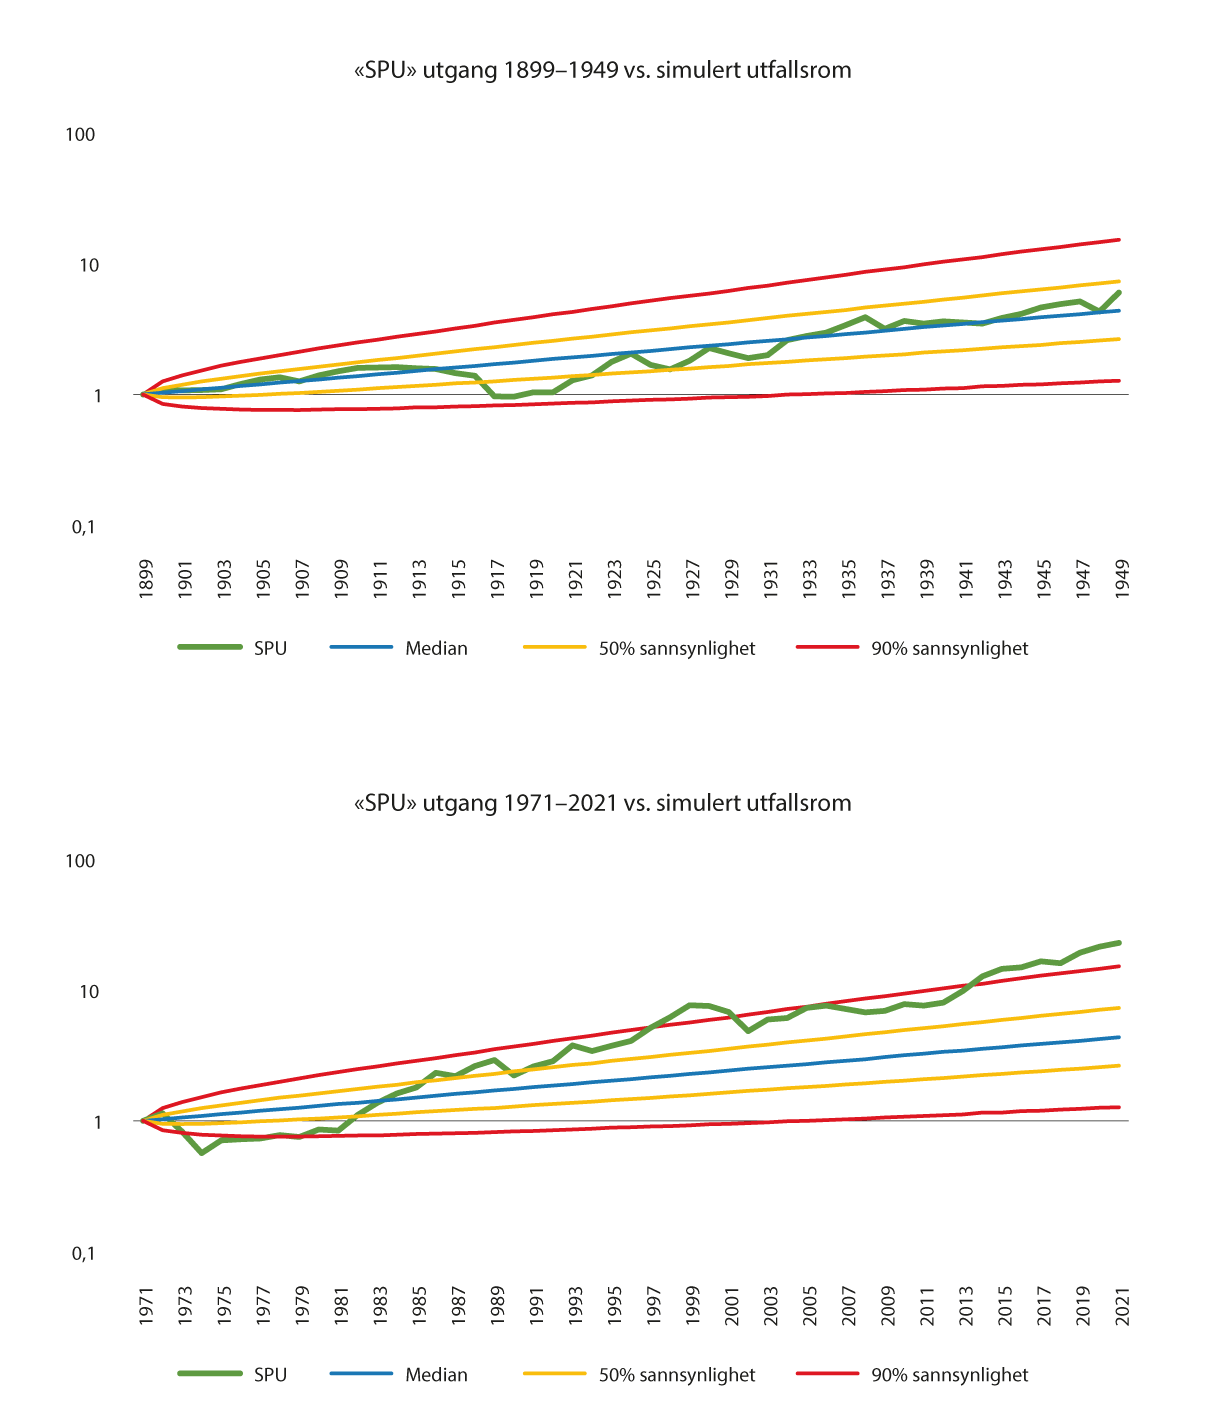 «SPU» utgang 1899–1949 vs. simulert utfallsrom
100
10
1
0,1
1899 1901 1903 1905 1907 1909 1911 1913 1915 1917 1919 1921 1923 1925 1927 1929 1931 1933 1935 1937 1939 1941 1943 1945 1947 1949
SPU Median 50% sannsynlighet 90% sannsynlighet
«SPU» utgang 1971–2021 vs. simulert utfallsrom
100
10
1
0,1
1971 1973 1975 1977 1979 1981 1983 1985 1987 1989 1991 1993 1995 1997 1999 2001 2003 2005 2007 2009 2011 2013 2015 2017 2019 2021
SPU Median 50% sannsynlighet 90% sannsynlighet